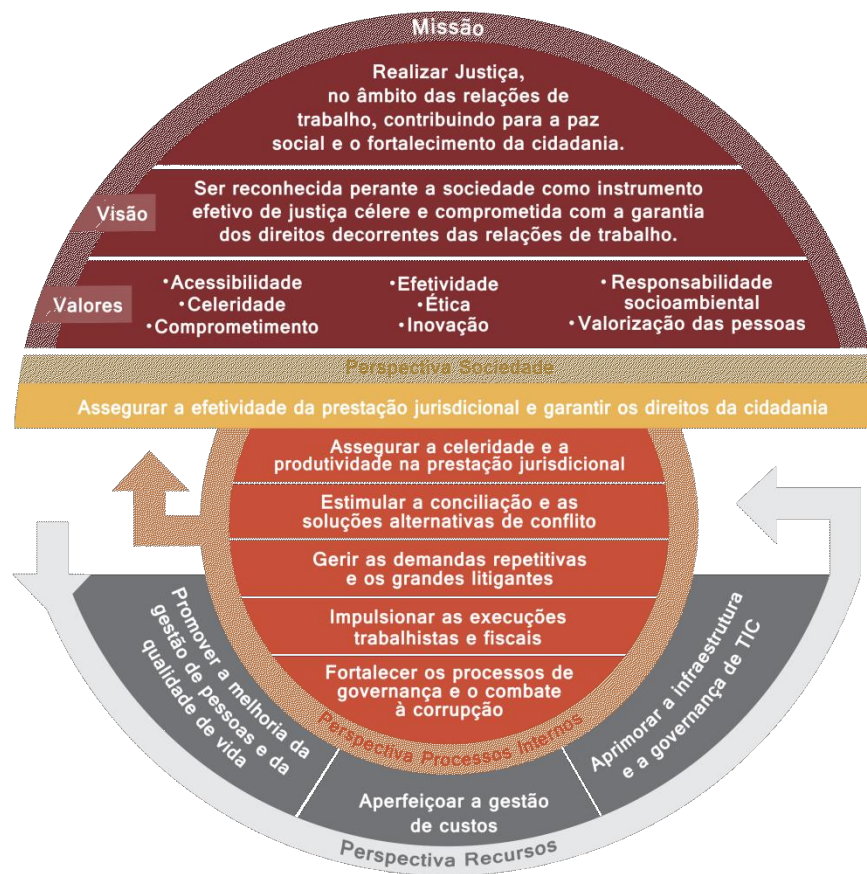 Missão
Realizar Justiça,
no âmbito das relações de
trabalho, contribuindo para a paz
social e o fortalecimento da cidadania.
Visão
Ser reconhecida perante a sociedade como instrumento
efetivo de justiça célere e comprometida com a garantia
dos direitos decorrentes das relações de trabalho.
Valores
•Acessibilidade
•Celeridade
•Comprometimento
•Efetividade
•Ética
•Inovação
•Responsabilidade
socioambiental
•Valorização das pessoas
Perspectiva Sociedade
Assegurar a efetividade da prestação jurisdicional e garantir os direitos da cidadania
Assegurar a celeridade e a
produtividade na prestação jurisdicional
Estimular a conciliação e as
soluções alternativas de conflito
Gerir as demandas repetitivas
e os grandes litigantes
Impulsionar as execuções
trabalhistas e fiscais
Fortalecer os processos de
governança e o combate
à corrupção
Perspectiva Processos Internos
Promover a melhoria da
gestão de pessoas e da
qualidade de vida
Aperfeiçoar a gestão
de custos
Aprimorar a infraestrutura
e a governança de TIC
Perspectiva Recursos